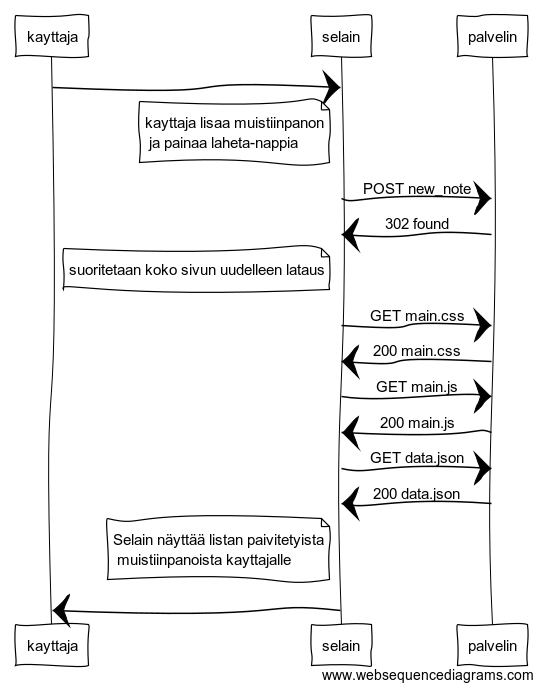 kayttaja selain palvelin
kayttaja lisaa muistiinpanon
ja painaa laheta-nappia
POST new_note
302 found
suoritetaan koko sivun uudelleen lataus
GET main.css
200 main.css
GET main.js
200 main.js
GET data.json
200 data.json
Selain näyttää listan paivitetyista
muistiinpanoista kayttajalle
kayttaja selain palvelin
www.websequencediagrams.com